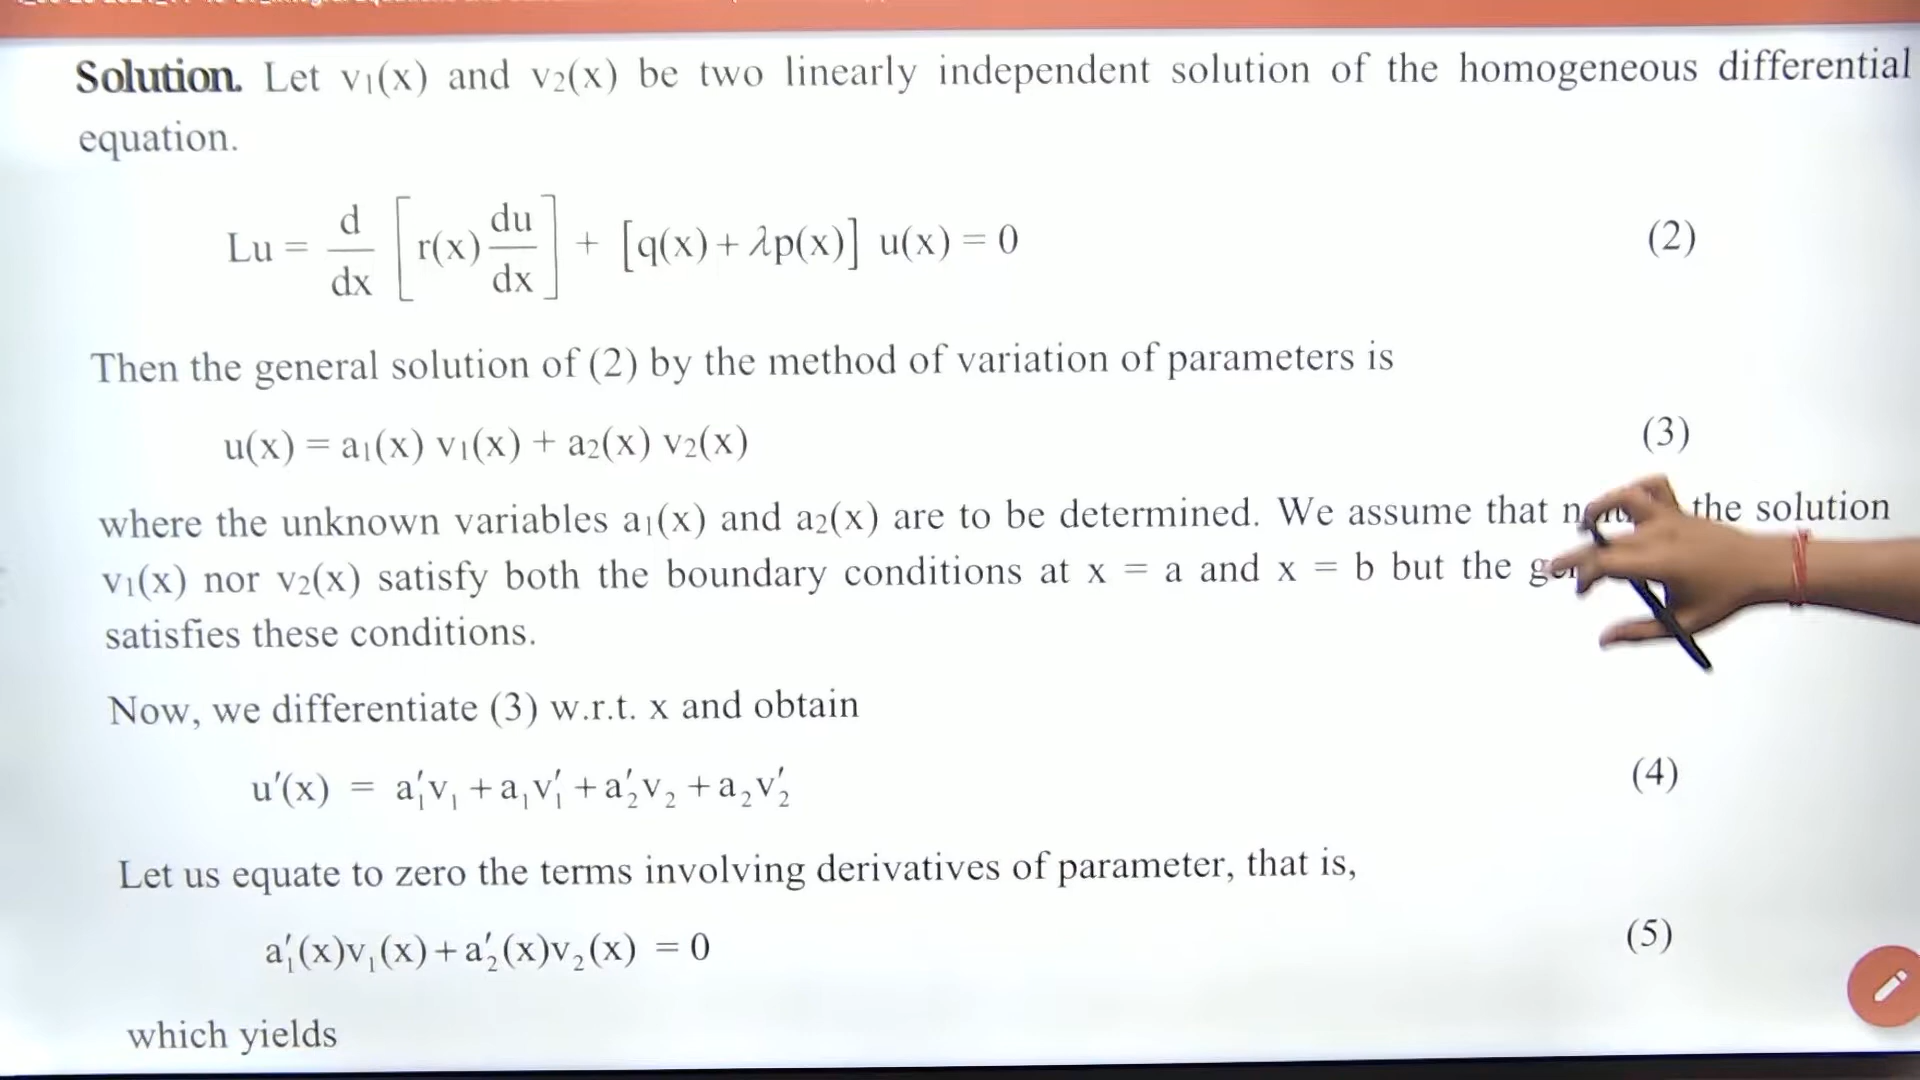 Solution. Let v1(x) and v2(x) be two linearly independent solution of the homogeneous differential
equation.
Lu = d/dx [r(x) du/dx] + [q(x) + λp(x)] u(x) = 0 (2)
Then the general solution of (2) by the method of variation of parameters is
u(x) = a1(x) v1(x) + a2(x) v2(x) (3)
where the unknown variables a1(x) and a2(x) are to be determined. We assume that the solution
v1(x) nor v2(x) satisfy both the boundary conditions at x = a and x = b but the
satisfies these conditions.
Now, we differentiate (3) w.r.t. x and obtain
u′(x) = a′1v1 + a1v′1 + a′2v2 + a2v′2 (4)
Let us equate to zero the terms involving derivatives of parameter, that is,
a′1(x)v1(x) + a′2(x)v2(x) = 0 (5)
which yields